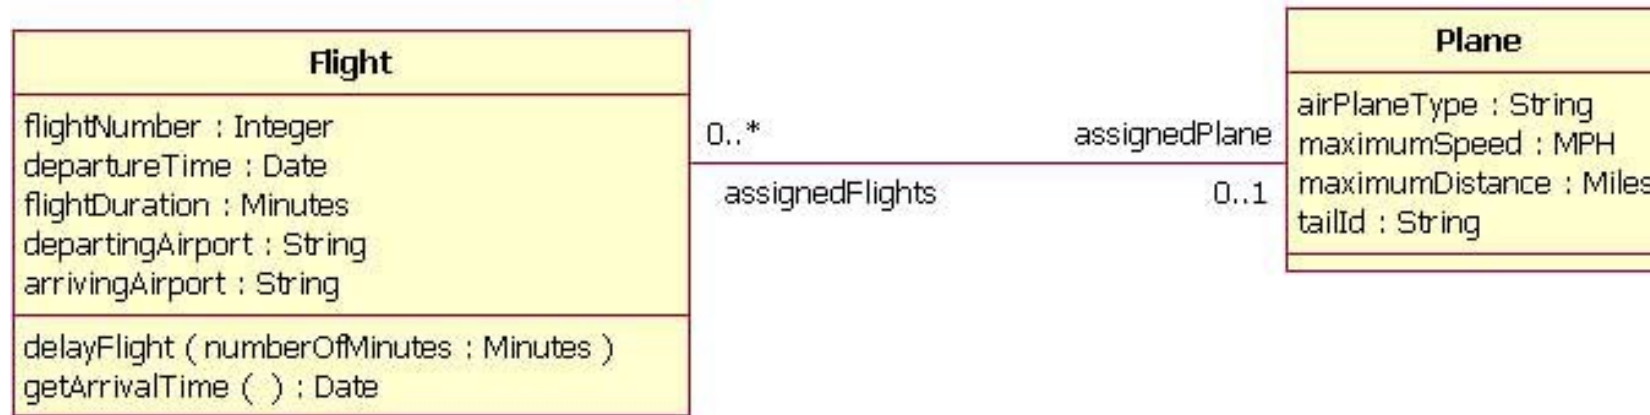 Flight
flightNumber : Integer
departureTime : Date
flightDuration : Minutes
departingAirport : String
arrivingAirport : String
delayFlight ( numberOfMinutes : Minutes )
getArrivalTime ( ) : Date
0..*
assignedFlights
assignedPlane
0..1
Plane
airPlaneType : String
maximumSpeed : MPH
maximumDistance : Miles
tailId : String